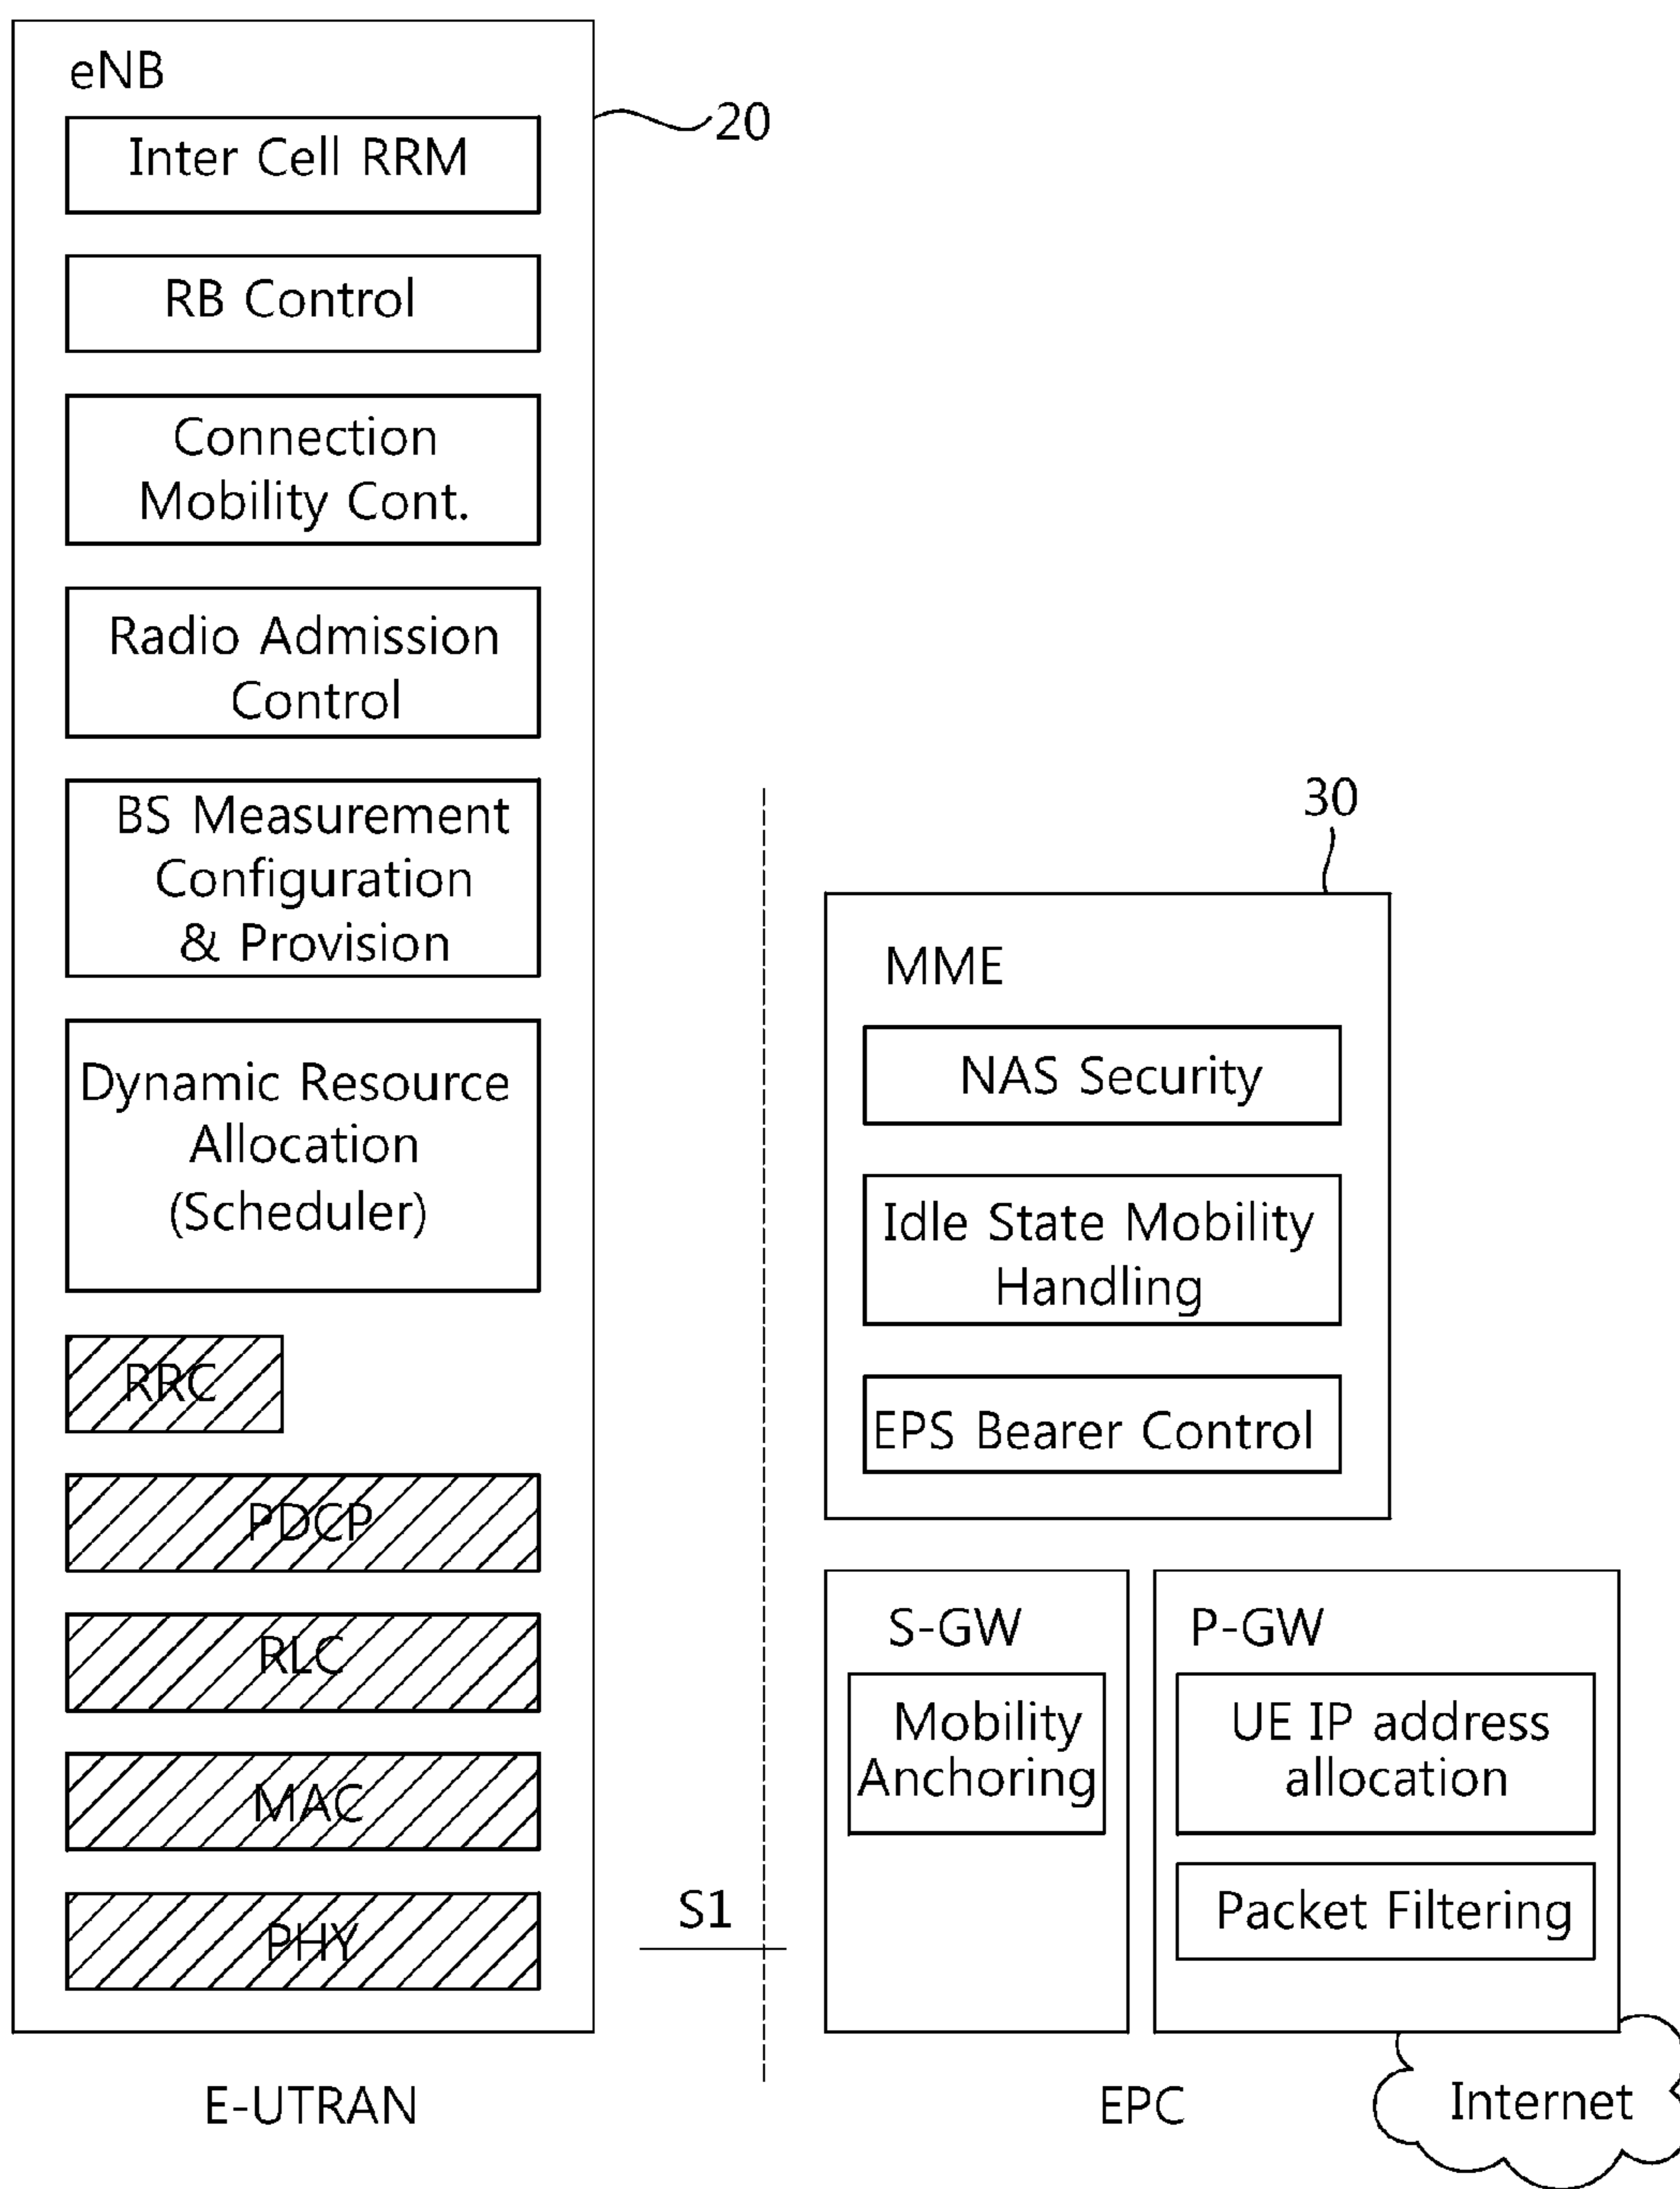 eNB
20
Inter Cell RRM
RB Control
Connection
Mobility Cont.
Radio Admission
Control
BS Measurement
Configuration
& Provision
Dynamic Resource
Allocation
(Scheduler)
RRC
PDCP
RLC
MAC
PHY
E-UTRAN
S1
30
MME
NAS Security
Idle State Mobility
Handling
EPS Bearer Control
S-GW
Mobility
Anchoring
P-GW
UE IP address
allocation
Packet Filtering
EPC
Internet